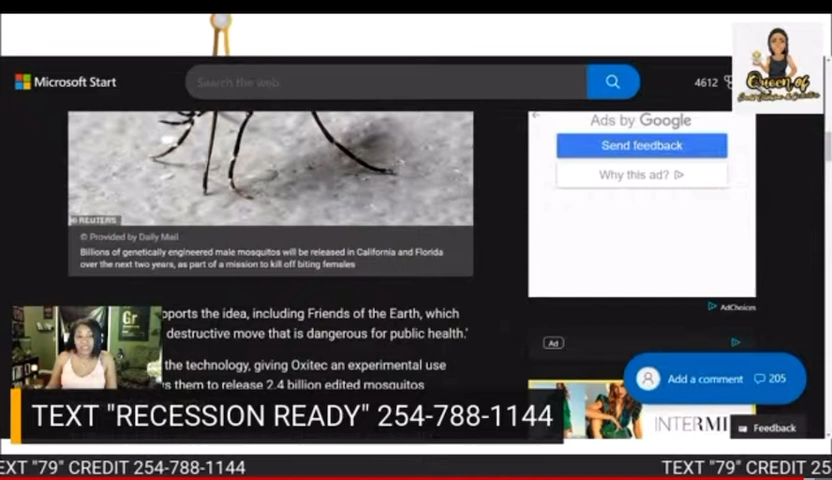 Microsoft Start
Search the web
4612
Queen of
Ads by Google
Send feedback
Why this ad?
© REUTERS
© Provided by Daily Mail
Billions of genetically engineered male mosquitos will be released in California and Florida
over the next two years, as part of a mission to kill off biting females
AdChoices
Gr
pports the idea, including Friends of the Earth, which
destructive move that is dangerous for public health.'
Ad
the technology, giving Oxitec an experimental use
s them to release 2.4 billion edited mosquitos
Add a comment
205
TEXT "RECESSION READY" 254-788-1144
INTERMI
Feedback
EXT "79" CREDIT 254-788-1144
TEXT "79" CREDIT 25